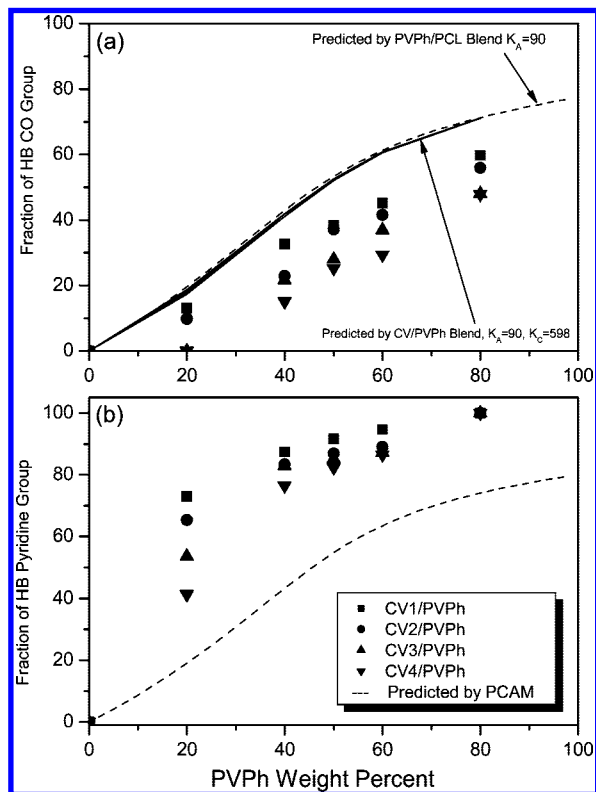 (a)
Predicted by PVPh/PCL Blend K_A=90
Fraction of HB CO Group
100
80
60
40
20
0
Predicted by CV/PVPh Blend, K_A=90, K_C=598
0 20 40 60 80 100
(b)
Fraction of HB Pyridine Group
100
80
60
40
20
0
CV1/PVPh
CV2/PVPh
CV3/PVPh
CV4/PVPh
Predicted by PCAM
0 20 40 60 80 100
PVPh Weight Percent